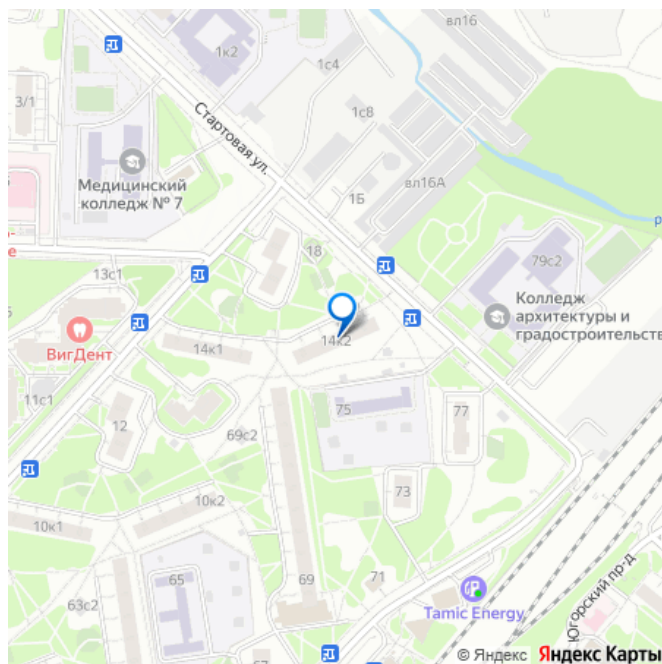 вл16
1к2
1с4
3/1
1с8
Стартовая ул.
вл16А
Медицинский
колледж № 7
1Б
18
79с2
13с1
Колледж
архитектуры и
градостроительств
ВигДент
14к1
14к2
11с1
75
77
12
69с2
73
10к2
10к1
65
69
71
63с2
Tamic Energy
Югорский пр-д
67
© Яндекс Яндекс Карты